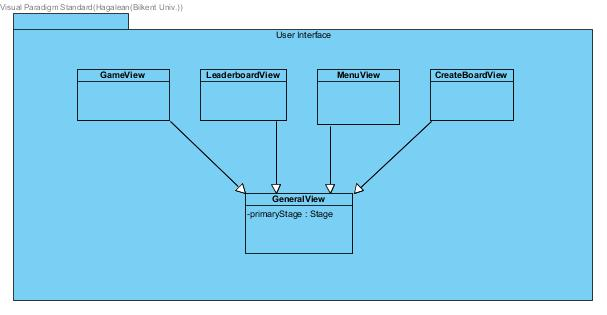 Visual Paradigm Standard(Hagalean(Bilkent Univ.))
User Interface
GameView
LeaderboardView
MenuView
CreateBoardView
GeneralView
-primaryStage : Stage